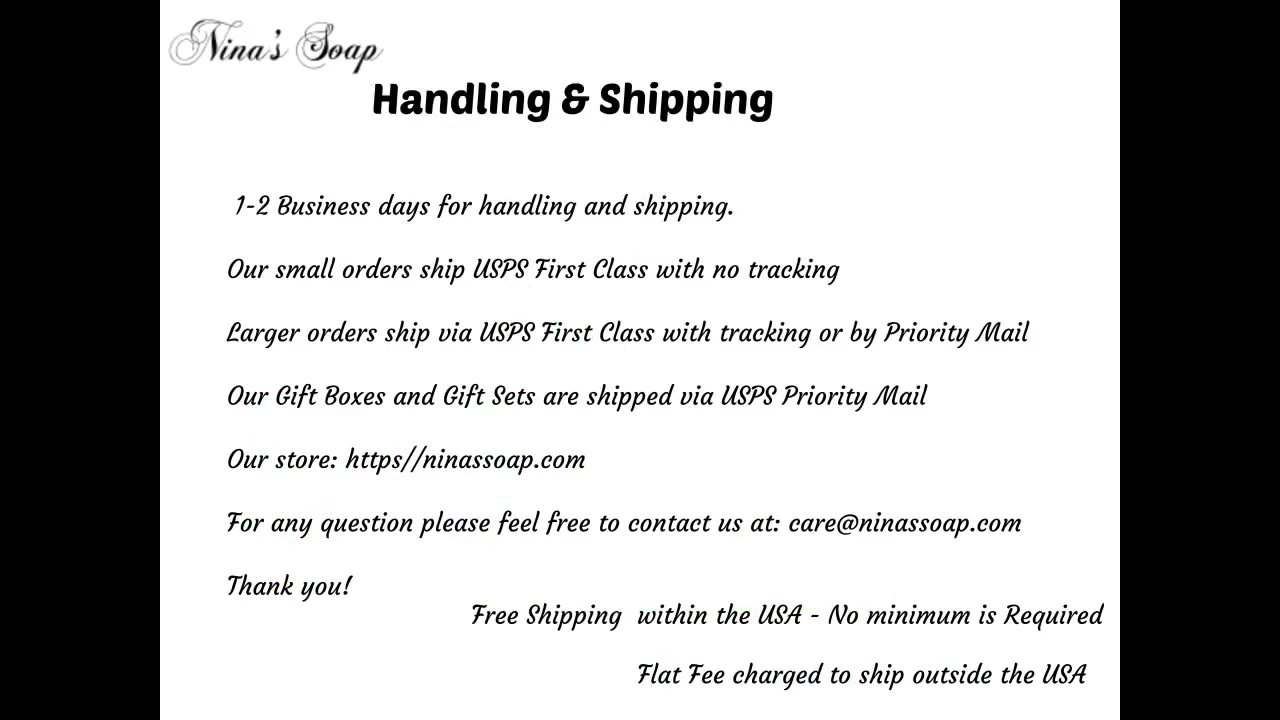 Nina's Soap
Handling & Shipping
1-2 Business days for handling and shipping.
Our small orders ship USPS First Class with no tracking
Larger orders ship via USPS First Class with tracking or by Priority Mail
Our Gift Boxes and Gift Sets are shipped via USPS Priority Mail
Our store: https//ninassoap.com
For any question please feel free to contact us at: care@ninassoap.com
Thank you!
Free Shipping within the USA - No minimum is Required
Flat Fee charged to ship outside the USA